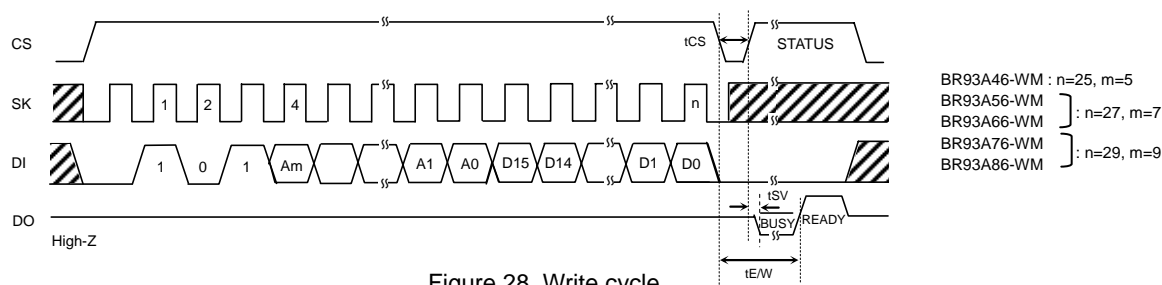 CS
tCS
STATUS
SK
1
2
4
n
BR93A46-WM : n=25, m=5
BR93A56-WM
BR93A66-WM
: n=27, m=7
BR93A76-WM
BR93A86-WM
: n=29, m=9
DI
1
0
1
Am
A1
A0
D15
D14
D1
D0
tSV
DO
BUSY
READY
High-Z
tE/W
Figure 28. Write cycle